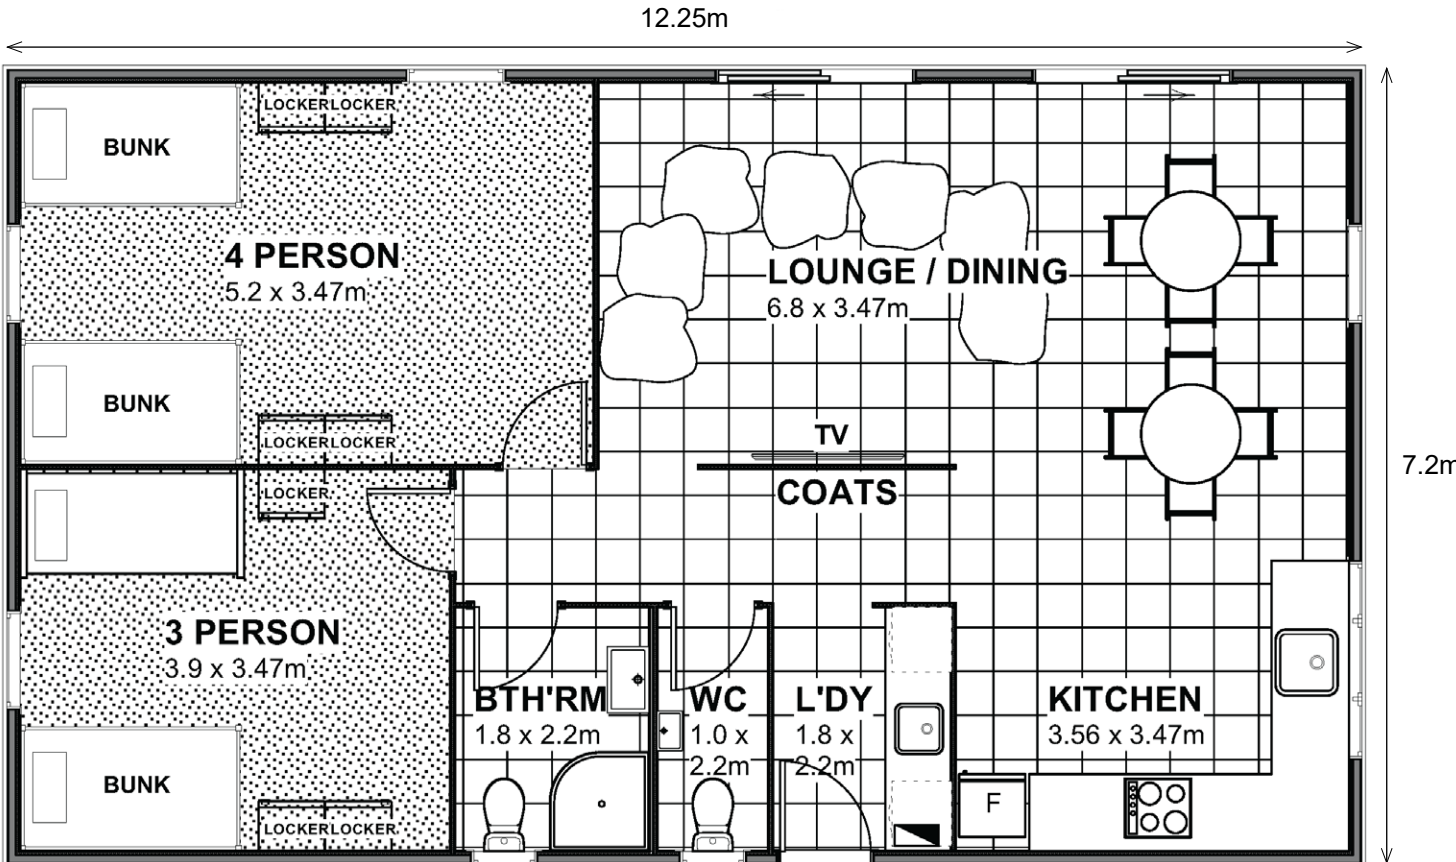 12.25m
LOCKER LOCKER
BUNK
4 PERSON
5.2 x 3.47m
LOUNGE / DINING
6.8 x 3.47m
BUNK
LOCKER LOCKER
TV
COATS
7.2m
LOCKER
3 PERSON
3.9 x 3.47m
BTH'RM
1.8 x 2.2m
WC
1.0 x
2.2m
L'DY
1.8 x
2.2m
KITCHEN
3.56 x 3.47m
BUNK
F
LOCKER LOCKER